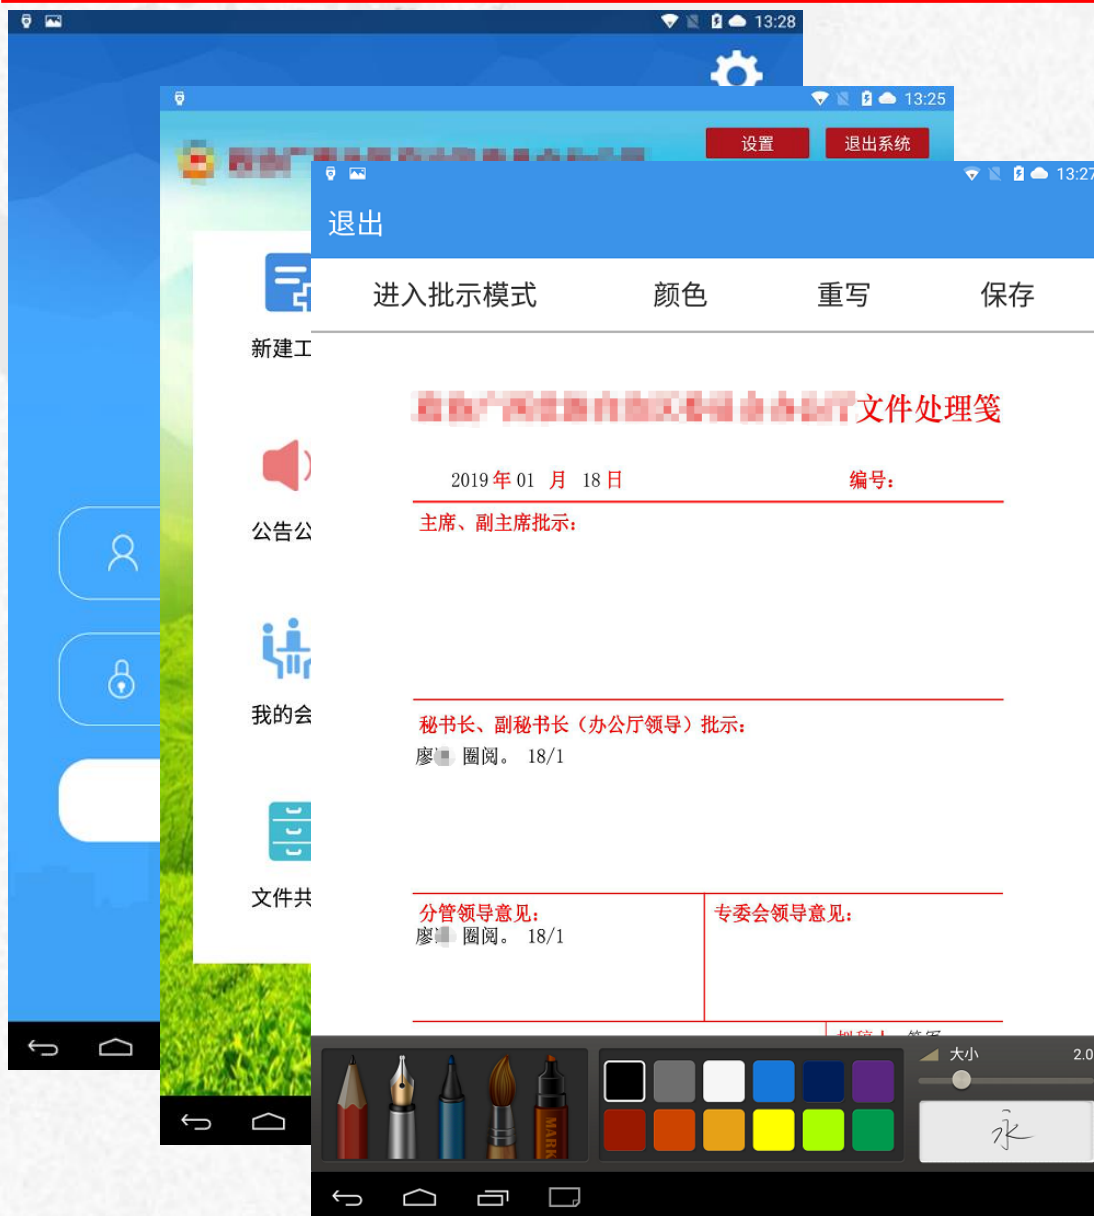 13:28
13:25
设置 退出系统
13:27
退出
进入批示模式 颜色 重写 保存
新建工
文件处理笺
2019年01 月 18日 编号：
主席、副主席批示：
公告公
我的会
秘书长、副秘书长（办公厅领导）批示：
廖 圈阅。 18/1
文件共
分管领导意见： 专委会领导意见：
廖 圈阅。 18/1
大小 2.0
MARK
永